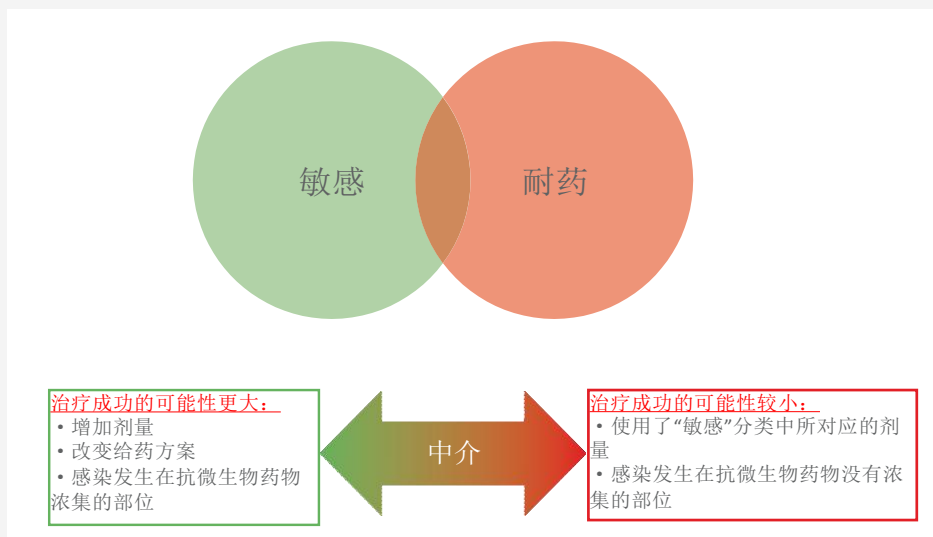 敏感
耐药
治疗成功的可能性更大:
• 增加剂量
• 改变给药方案
• 感染发生在抗微生物药物
浓集的部位
中介
治疗成功的可能性较小:
• 使用了“敏感”分类中所对应的剂
量
• 感染发生在抗微生物药物没有浓
集的部位